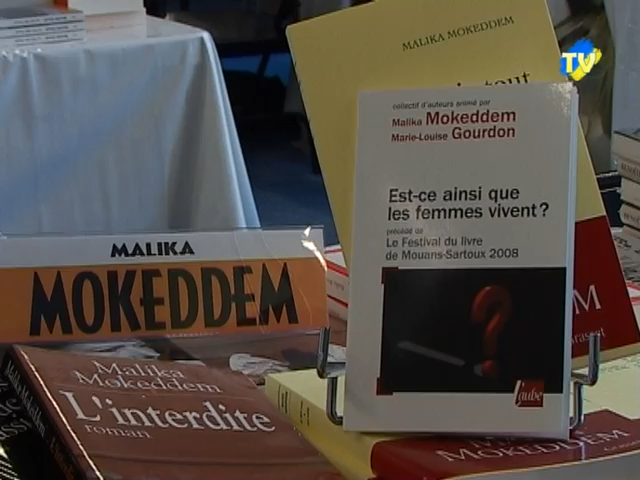 MALIKA MOKEDDEM
TV
collectif d'auteurs animé par
Malika Mokeddem
Marie-Louise Gourdon
Est-ce ainsi que
les femmes vivent ?
précédé de
Le Festival du livre
de Mouans-Sartoux 2008
l'aube
MALIKA
MOKEDDEM
Malika
Mokeddem
L'interdite
roman
MOKEDDEM